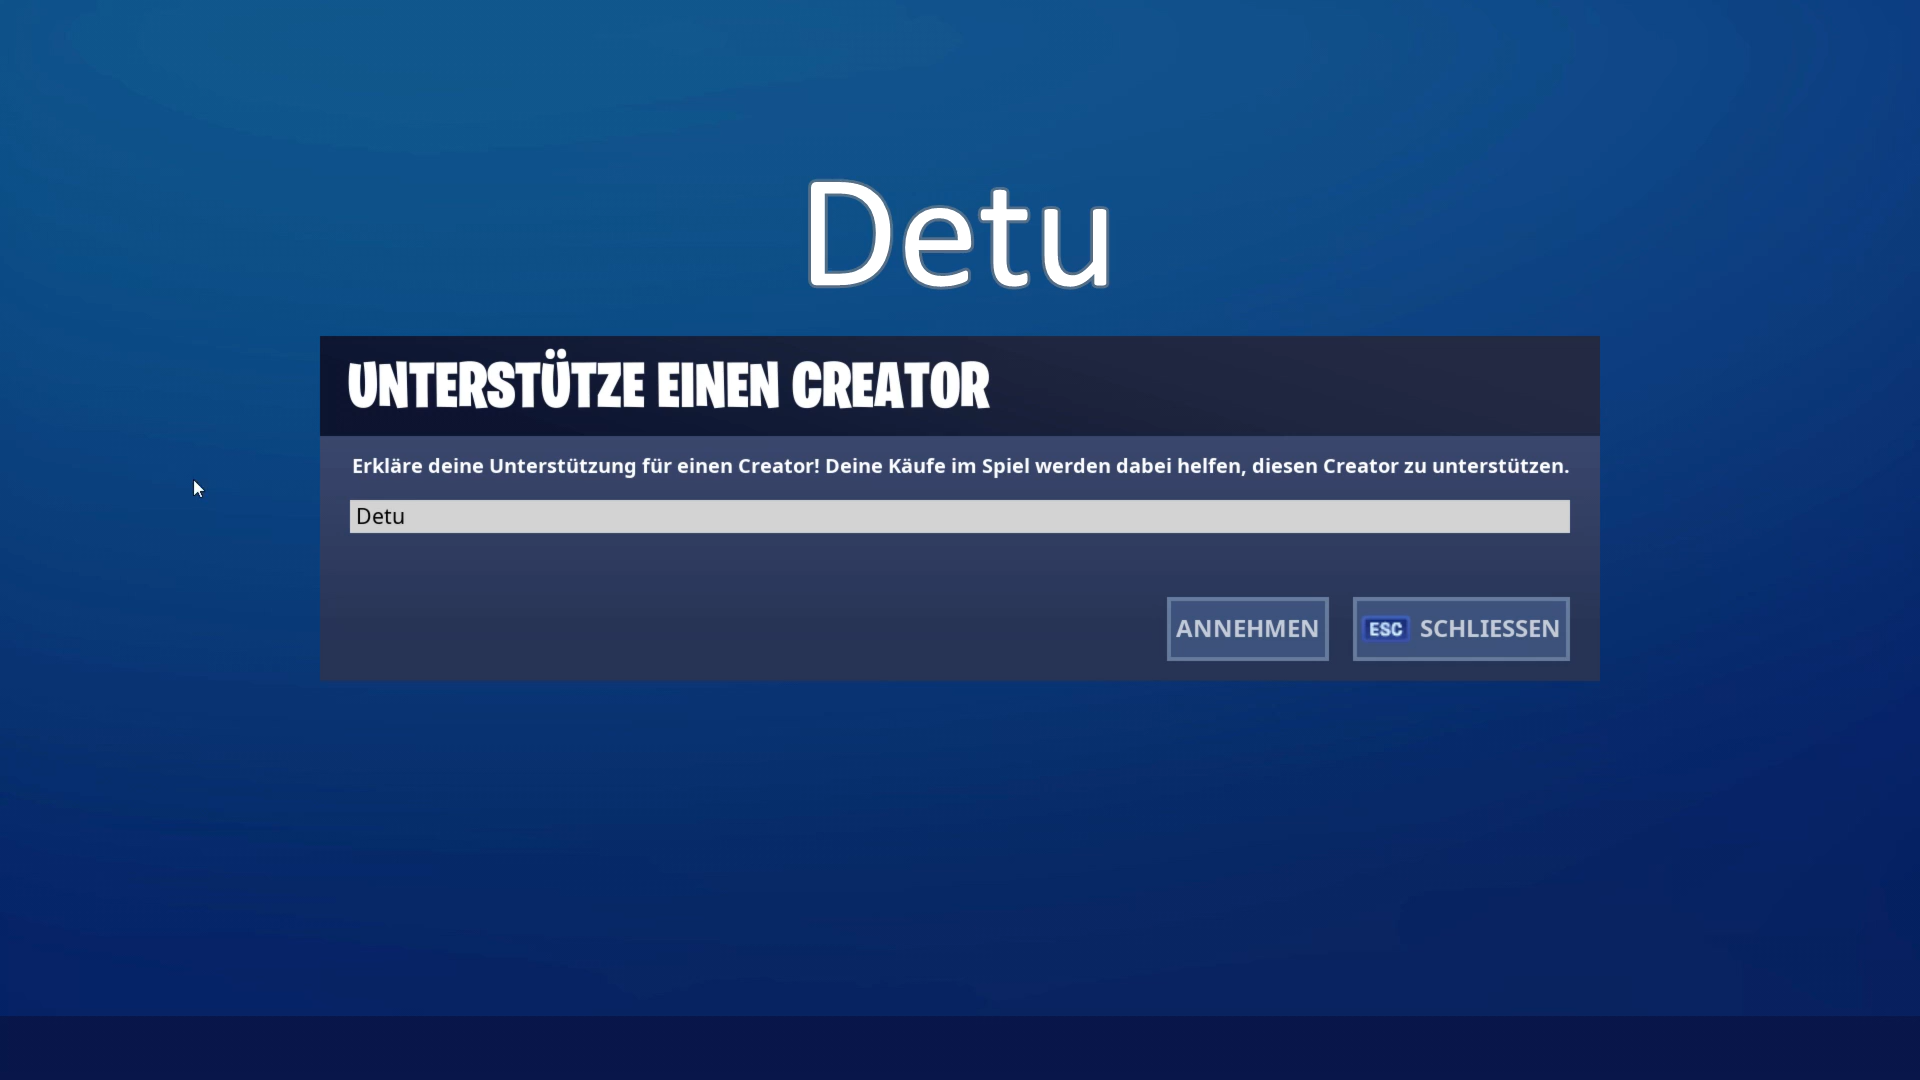 Detu
UNTERSTÜTZE EINEN CREATOR
Erkläre deine Unterstützung für einen Creator! Deine Käufe im Spiel werden dabei helfen, diesen Creator zu unterstützen.
Detu
ANNEHMEN
ESC SCHLIESSEN